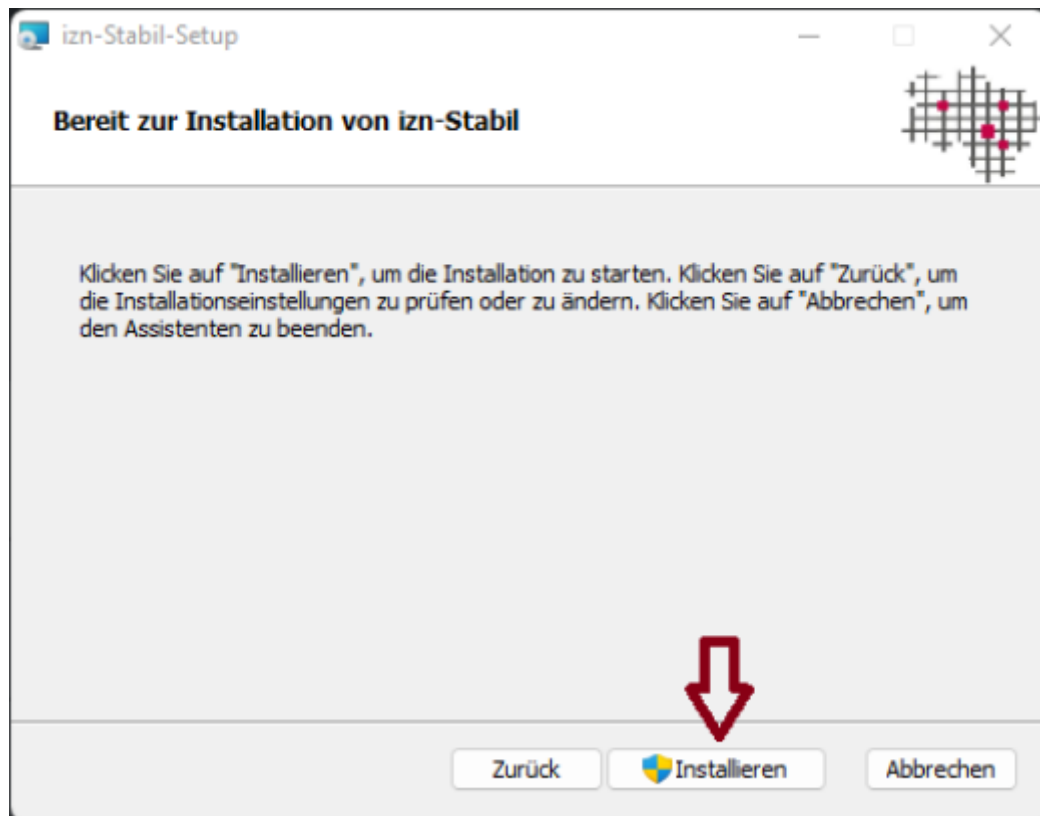 izn-Stabil-Setup
Bereit zur Installation von izn-Stabil
Klicken Sie auf "Installieren", um die Installation zu starten. Klicken Sie auf "Zurück", um
die Installationseinstellungen zu prüfen oder zu ändern. Klicken Sie auf "Abbrechen", um
den Assistenten zu beenden.
Zurück Installieren Abbrechen